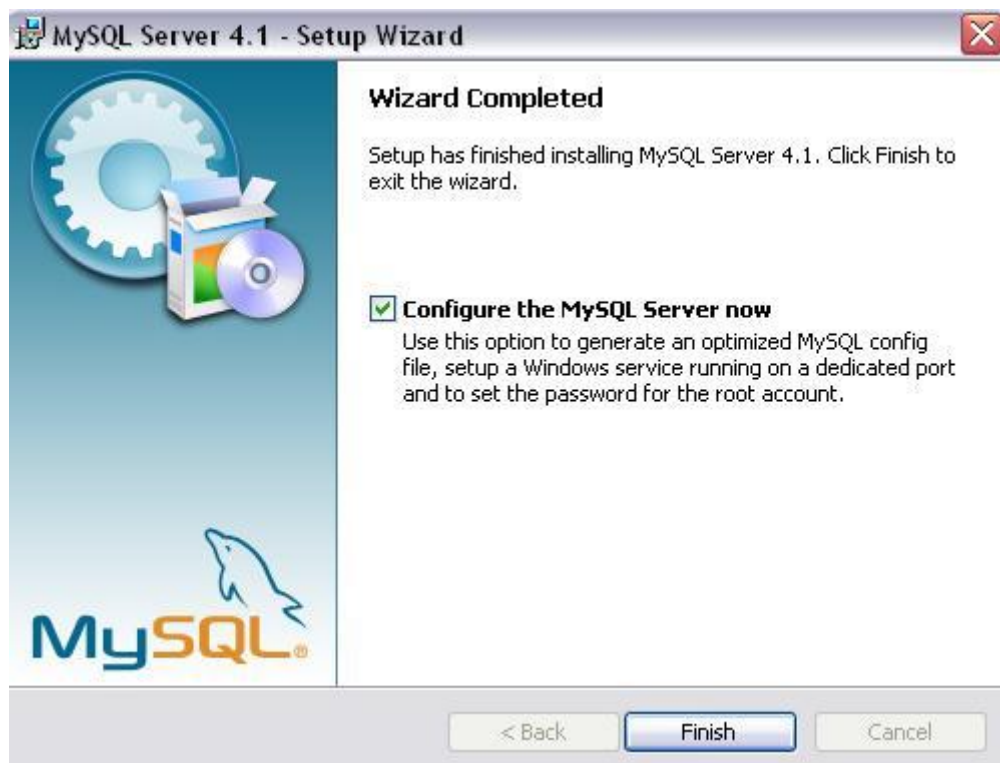 MySQL Server 4.1 - Setup Wizard
Wizard Completed
Setup has finished installing MySQL Server 4.1. Click Finish to
exit the wizard.
Configure the MySQL Server now
Use this option to generate an optimized MySQL config
file, setup a Windows service running on a dedicated port
and to set the password for the root account.
MySQL®
< Back
Finish
Cancel